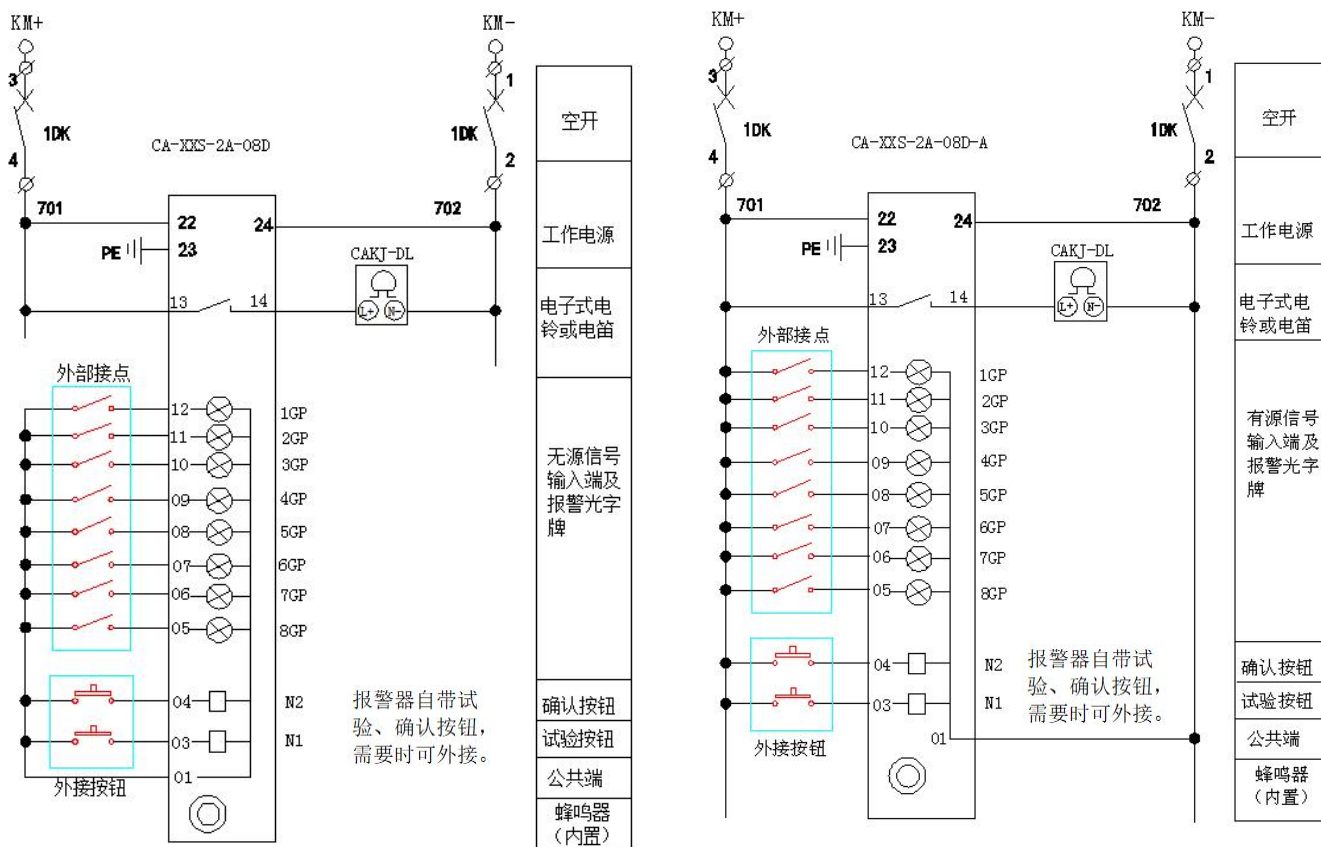 KM+
KM-
3
1
1DK
1DK
4
2
CA-XXS-2A-08D
701
702
22
24
PE
23
CAKJ-DL
13
14
L+
N-
外部接点
12
1GP
11
2GP
10
3GP
09
4GP
08
5GP
07
6GP
06
7GP
05
8GP
04
N2
03
N1
01
外接按钮
报警器自带试
验、确认按钮,
需要时可外接。
空开
工作电源
电子式电
铃或电笛
无源信号
输入端及
报警光字
牌
确认按钮
试验按钮
公共端
蜂鸣器
(内置)
KM+
KM-
3
1
1DK
1DK
4
2
CA-XXS-2A-08D-A
701
702
22
24
PE
23
CAKJ-DL
13
14
L+
N-
外部接点
12
1GP
11
2GP
10
3GP
09
4GP
08
5GP
07
6GP
06
7GP
05
8GP
04
N2
03
N1
01
外接按钮
报警器自带试
验、确认按钮,
需要时可外接。
空开
工作电源
电子式电
铃或电笛
有源信号
输入端及
报警光字
牌
确认按钮
试验按钮
公共端
蜂鸣器
(内置)